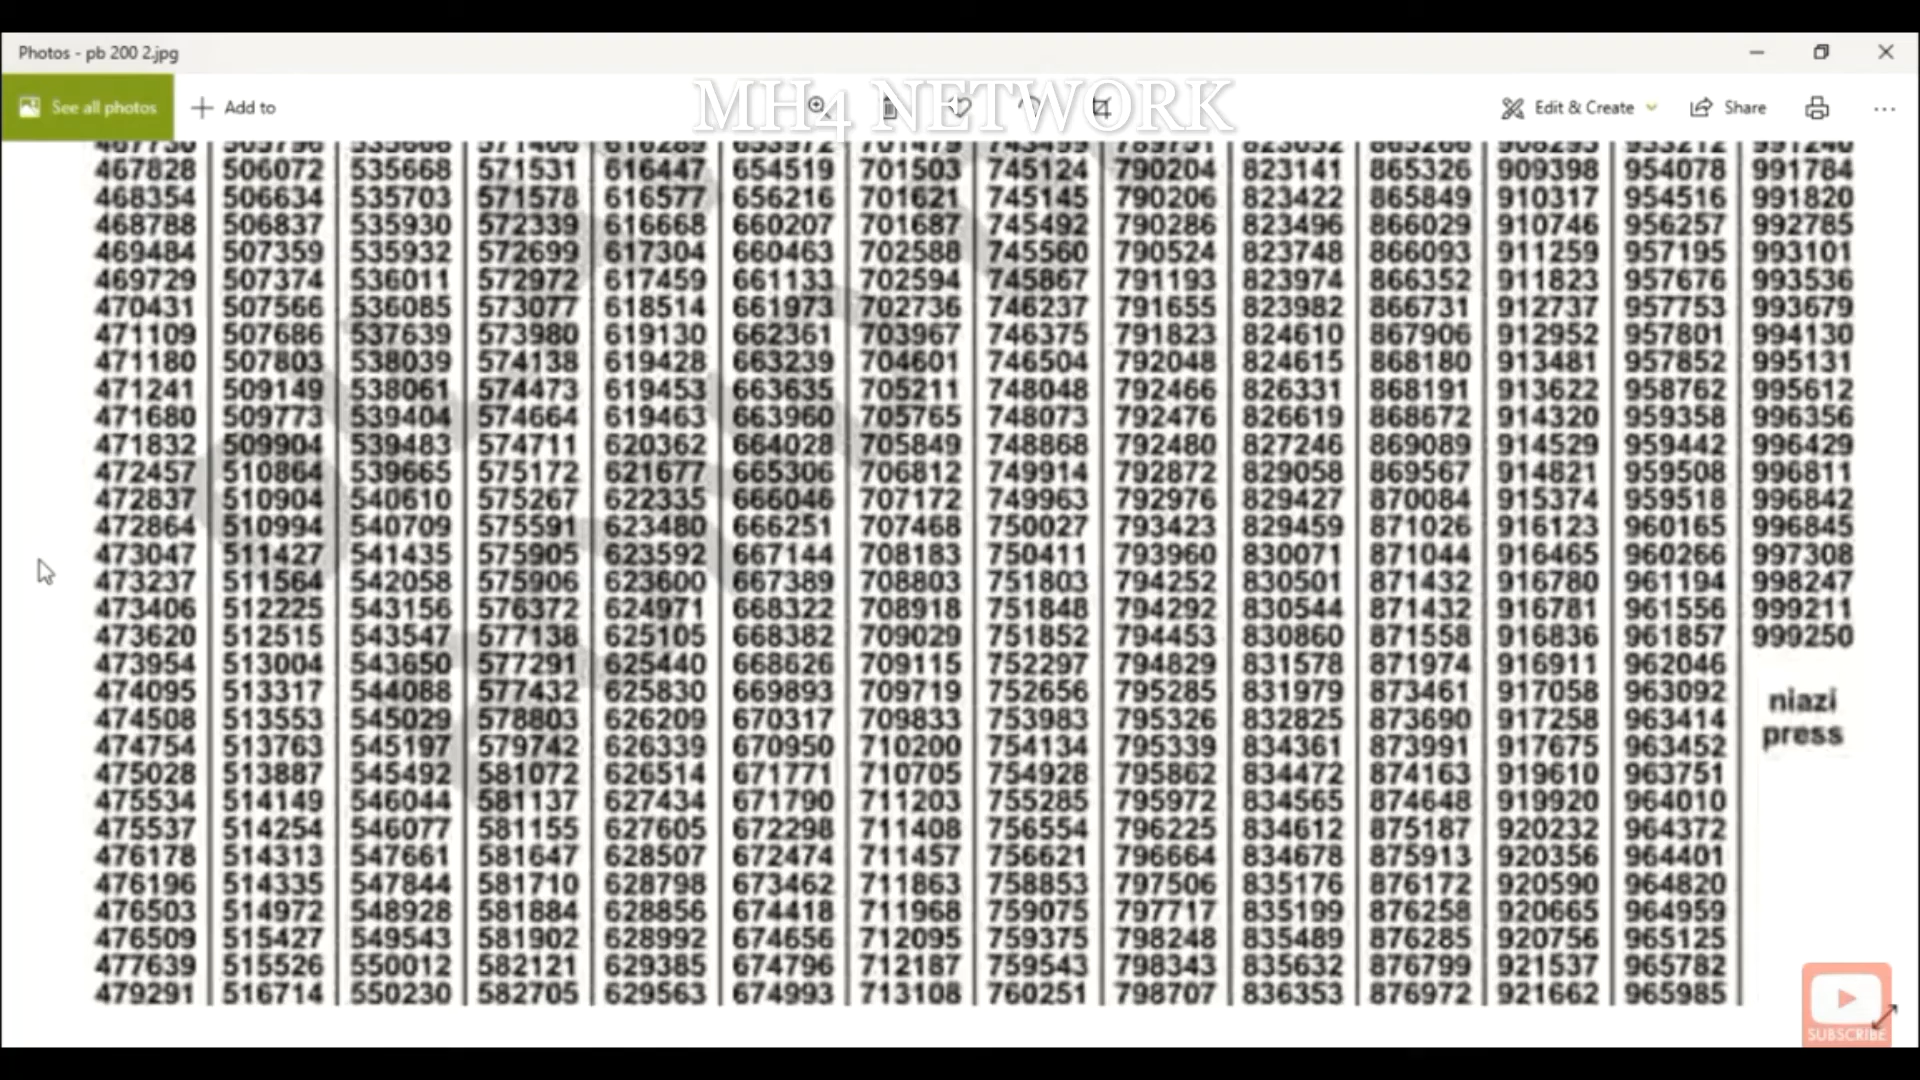 Photos - pb 200 2.jpg
MH4 NETWORK
See all photos
Add to
Edit & Create
Share
467828 506072 535668 571531 616447 654519 701503 745124 790204 823141 865326 909398 954078 991784
468354 506634 535703 571578 616577 656216 701621 745145 790206 823422 865849 910317 954516 991820
468788 506837 535930 572339 616668 660207 701687 745492 790286 823496 866029 910746 956257 992785
469484 507359 535932 572699 617304 660463 702588 745560 790524 823748 866093 911259 957195 993101
469729 507374 536011 572972 617459 661133 702594 745867 791193 823974 866352 911823 957676 993536
470431 507566 536085 573077 618514 661973 702736 746237 791655 823982 866731 912737 957753 993679
471109 507686 537639 573980 619130 662361 703967 746375 791823 824610 867906 912952 957801 994130
471180 507803 538039 574138 619428 663239 704601 746504 792048 824615 868180 913481 957852 995131
471241 509149 538061 574473 619453 663635 705211 748048 792466 826331 868191 913622 958762 995612
471680 509773 539404 574664 619463 663960 705765 748073 792476 826619 868672 914320 959358 996356
471832 509904 539483 574711 620362 664028 705849 748868 792480 827246 869089 914529 959442 996429
472457 510864 539665 575172 621677 665306 706812 749914 792872 829058 869567 914821 959508 996811
472837 510904 540610 575267 622335 666046 707172 749963 792976 829427 870084 915374 959518 996842
472864 510994 540709 575591 623480 666251 707468 750027 793423 829459 871026 916123 960165 996845
473047 511427 541435 575905 623592 667144 708183 750411 793960 830071 871044 916465 960266 997308
473237 511564 542058 575906 623600 667389 708803 751803 794252 830501 871432 916780 961194 998247
473406 512225 543156 576372 624971 668322 708918 751848 794292 830544 871432 916781 961556 999211
473620 512515 543547 577138 625105 668382 709029 751852 794453 830860 871558 916836 961857 999250
473954 513004 543650 577291 625440 668626 709115 752297 794829 831578 871974 916911 962046
474095 513317 544088 577432 625830 669893 709719 752656 795285 831979 873461 917058 963092
474508 513553 545029 578803 626209 670317 709833 753983 795326 832825 873690 917258 963414
474754 513763 545197 579742 626339 670950 710200 754134 795339 834361 873991 917675 963452
475028 513887 545492 581072 626514 671771 710705 754928 795862 834472 874163 919610 963751
475534 514149 546044 581137 627434 671790 711203 755285 795972 834565 874648 919920 964010
475537 514254 546077 581155 627605 672298 711408 756554 796225 834612 875187 920232 964372
476178 514313 547661 581647 628507 672474 711457 756621 796664 834678 875913 920356 964401
476196 514335 547844 581710 628798 673462 711863 758853 797506 835176 876172 920590 964820
476503 514972 548928 581884 628856 674418 711968 759075 797717 835199 876258 920665 964959
476509 515427 549543 581902 628992 674656 712095 759375 798248 835489 876285 920756 965125
477639 515526 550012 582121 629385 674796 712187 759543 798343 835632 876799 921537 965782
479291 516714 550230 582705 629563 674993 713108 760251 798707 836353 876972 921662 965985
niazi
press
SUBSCRIBE